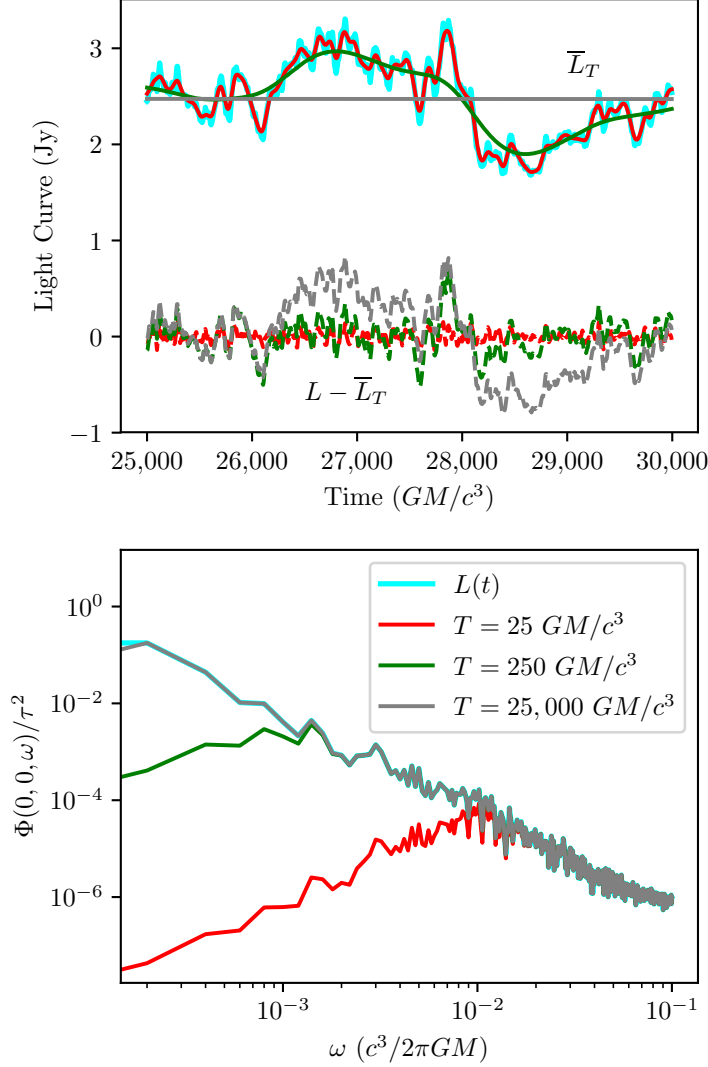 3
2
1
0
−1
Light Curve (Jy)
L̅_T
L − L̅_T
25,000 26,000 27,000 28,000 29,000 30,000
Time (GM/c³)
10⁰
10⁻²
10⁻⁴
10⁻⁶
Φ(0, 0, ω)/τ²
L(t)
T = 25 GM/c³
T = 250 GM/c³
T = 25, 000 GM/c³
10⁻³ 10⁻² 10⁻¹
ω (c³/2πGM)